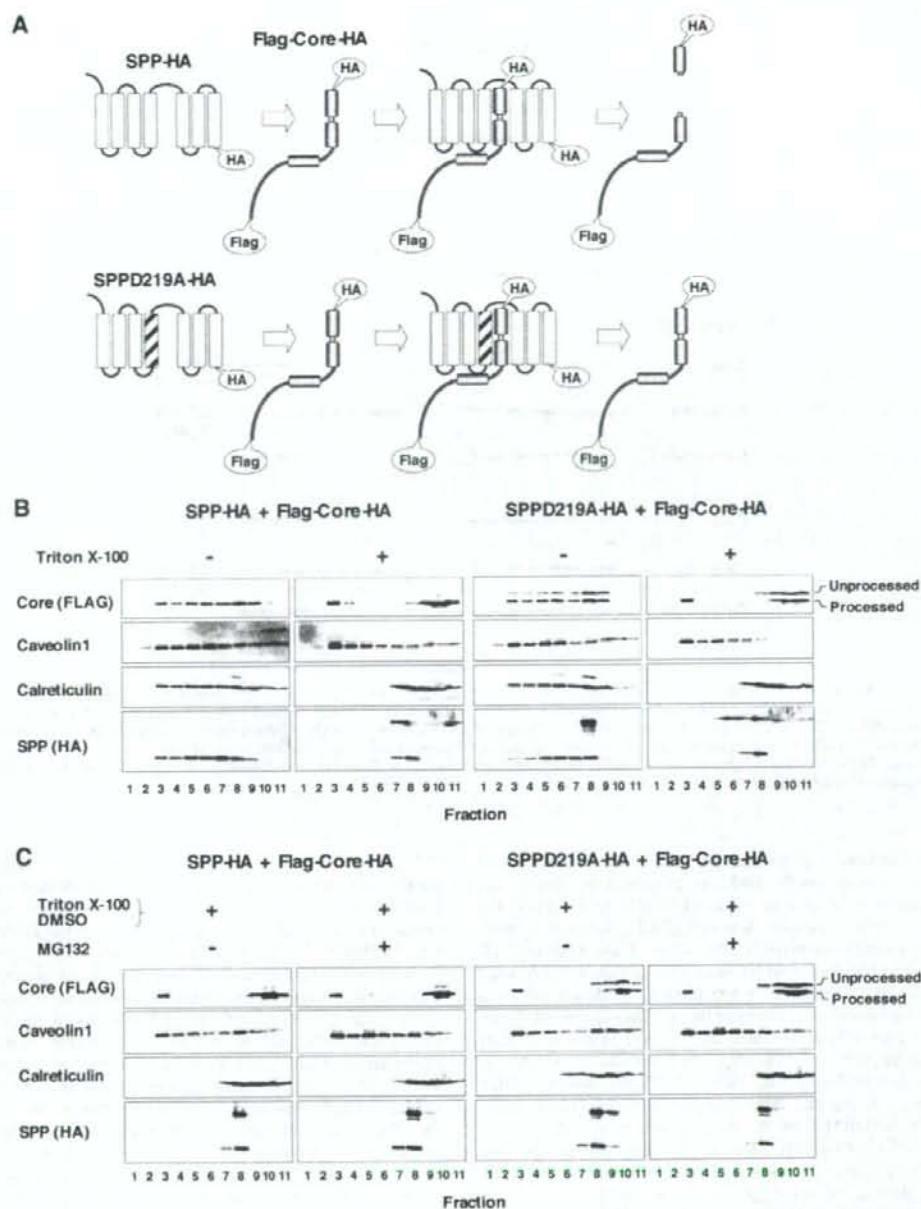 A
SPP-HA
Flag-Core-HA
HA
HA
HA
HA
HA
Flag
Flag
Flag
SPPD219A-HA
HA
HA
HA
HA
HA
Flag
Flag
Flag
B
SPP-HA + Flag-Core-HA SPPD219A-HA + Flag-Core-HA
Triton X-100 - + - +
Core (FLAG) Unprocessed
Processed
Caveolin1
Calreticulin
SPP (HA)
1 2 3 4 5 6 7 8 9 10 11 1 2 3 4 5 6 7 8 9 10 11 1 2 3 4 5 6 7 8 9 10 11 1 2 3 4 5 6 7 8 9 10 11
Fraction
C
SPP-HA + Flag-Core-HA SPPD219A-HA + Flag-Core-HA
Triton X-100
DMSO + + + +
MG132 - + - +
Core (FLAG) Unprocessed
Processed
Caveolin1
Calreticulin
SPP (HA)
1 2 3 4 5 6 7 8 9 10 11 1 2 3 4 5 6 7 8 9 10 11 1 2 3 4 5 6 7 8 9 10 11 1 2 3 4 5 6 7 8 9 10 11
Fraction